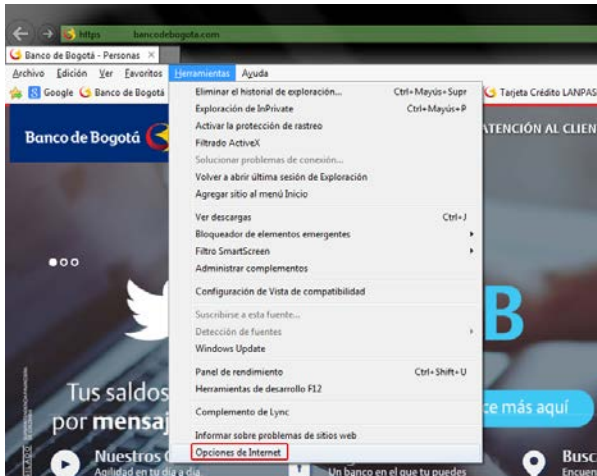 https bancodebogota.com
Banco de Bogotá - Personas ×
Archivo Edición Ver Favoritos Herramientas Ayuda
Google Banco de Bogotá
Tarjeta Crédito LANPAS
Eliminar el historial de exploración... Ctrl+Mayús+Supr
Exploración de InPrivate Ctrl+Mayús+P
Activar la protección de rastreo
Filtrado ActiveX
Solucionar problemas de conexión...
Volver a abrir última sesión de Exploración
Agregar sitio al menú Inicio
Ver descargas Ctrl+J
Bloqueador de elementos emergentes
Filtro SmartScreen
Administrar complementos
Configuración de Vista de compatibilidad
Suscribirse a esta fuente...
Detección de fuentes
Windows Update
Panel de rendimiento Ctrl+Shift+U
Herramientas de desarrollo F12
Complemento de Lync
Informar sobre problemas de sitios web
Opciones de Internet
Banco de Bogotá
ATENCIÓN AL CLIEN
B
Tus saldos
por mensaj
ce más aquí
Nuestros
Agilidad en tu día a día.
Un banco en el que tu puedes
Busc
Encuen